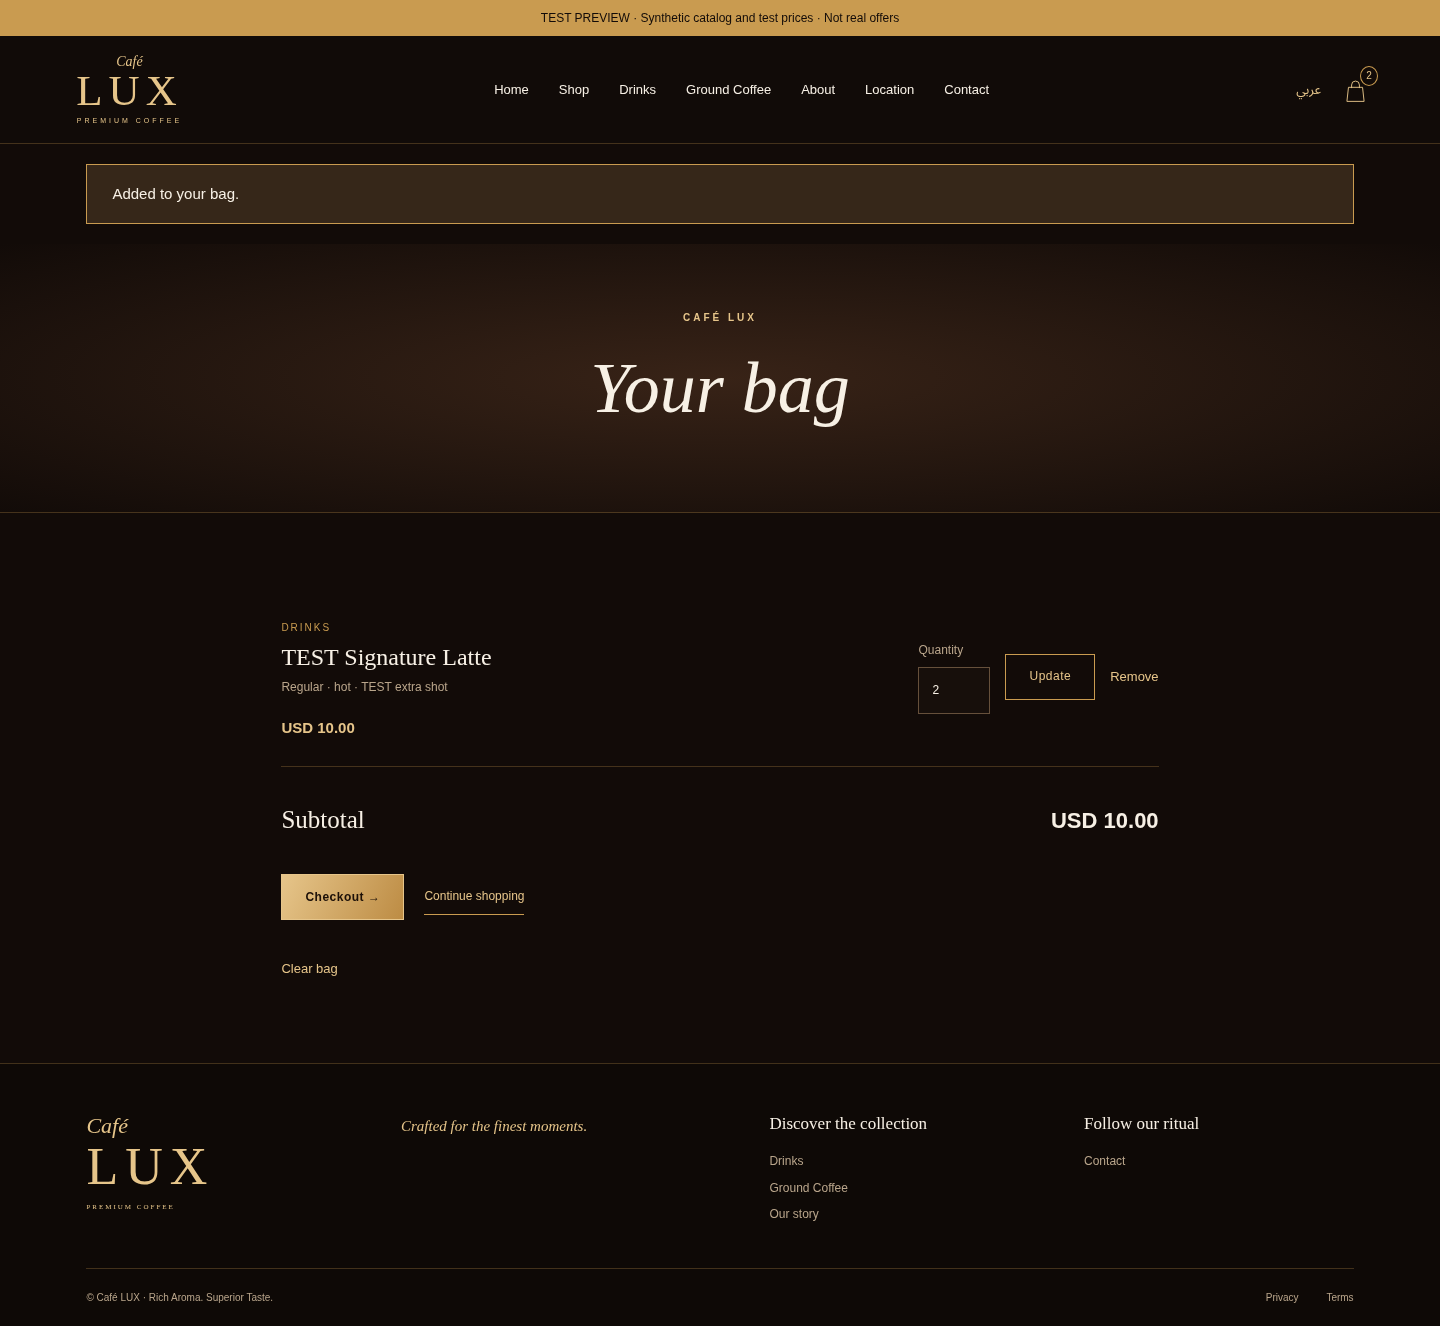 TEST PREVIEW · Synthetic catalog and test prices · Not real offers
Café
LUX
PREMIUM COFFEE
Home Shop Drinks Ground Coffee About Location Contact
عربي
2
Added to your bag.
CAFÉ LUX
Your bag
DRINKS
TEST Signature Latte
Regular · hot · TEST extra shot
USD 10.00
Quantity
2
Update
Remove
Subtotal
USD 10.00
Checkout →
Continue shopping
Clear bag
Café
LUX
PREMIUM COFFEE
Crafted for the finest moments.
Discover the collection
Drinks
Ground Coffee
Our story
Follow our ritual
Contact
© Café LUX · Rich Aroma. Superior Taste.
Privacy Terms